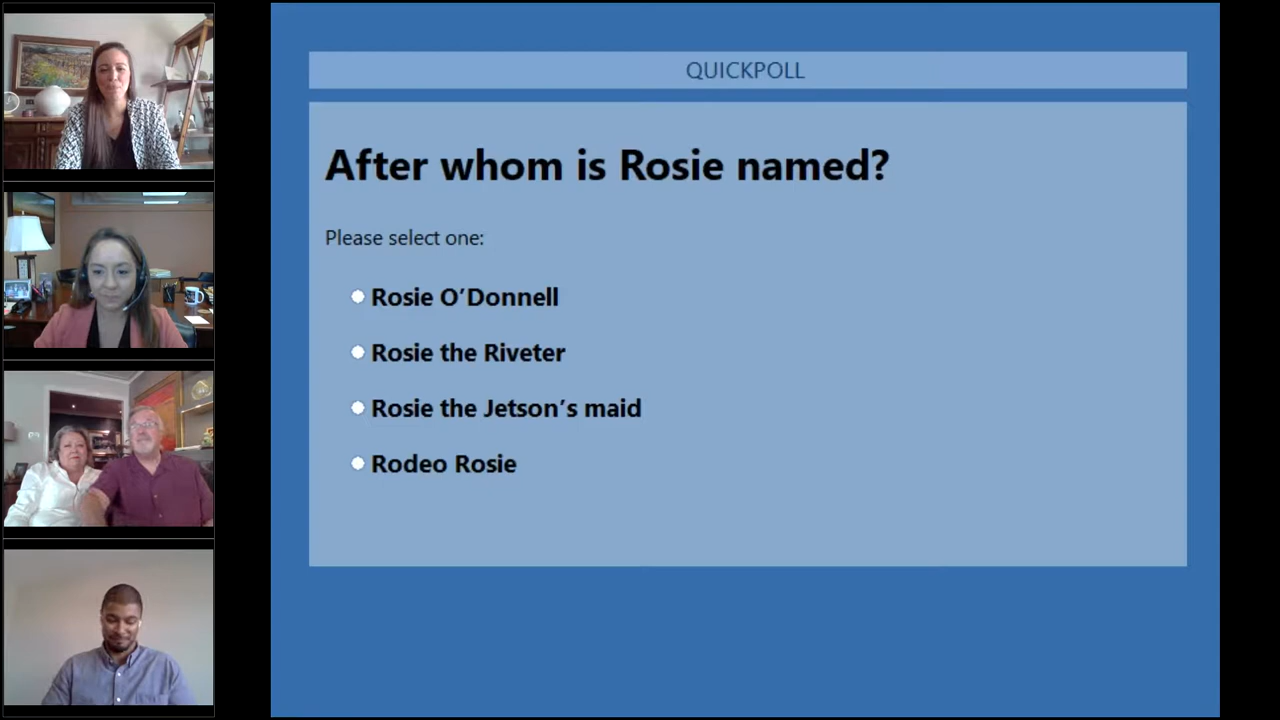 QUICKPOLL
After whom is Rosie named?
Please select one:
Rosie O’Donnell
Rosie the Riveter
Rosie the Jetson’s maid
Rodeo Rosie